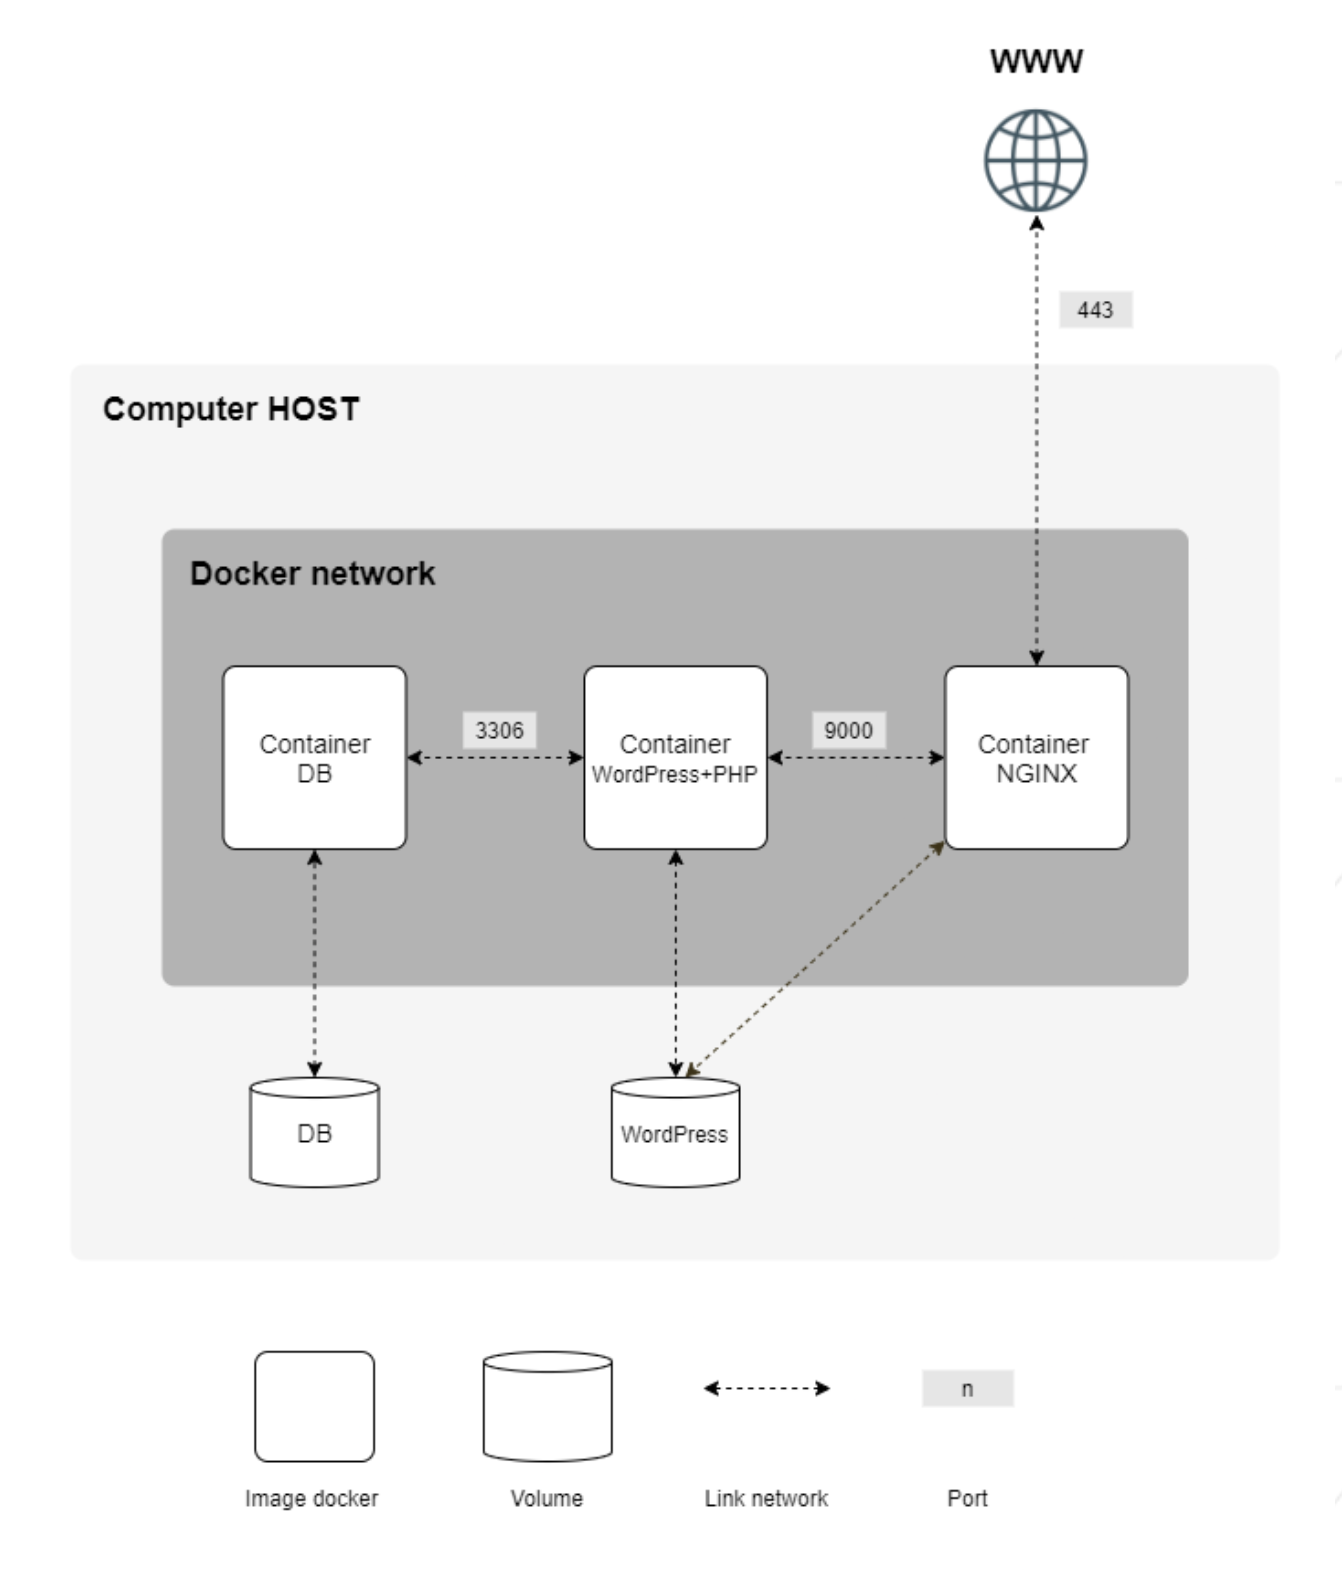 WWW
443
Computer HOST
Docker network
3306
9000
Container
DB
Container
WordPress+PHP
Container
NGINX
DB
WordPress
n
Image docker
Volume
Link network
Port